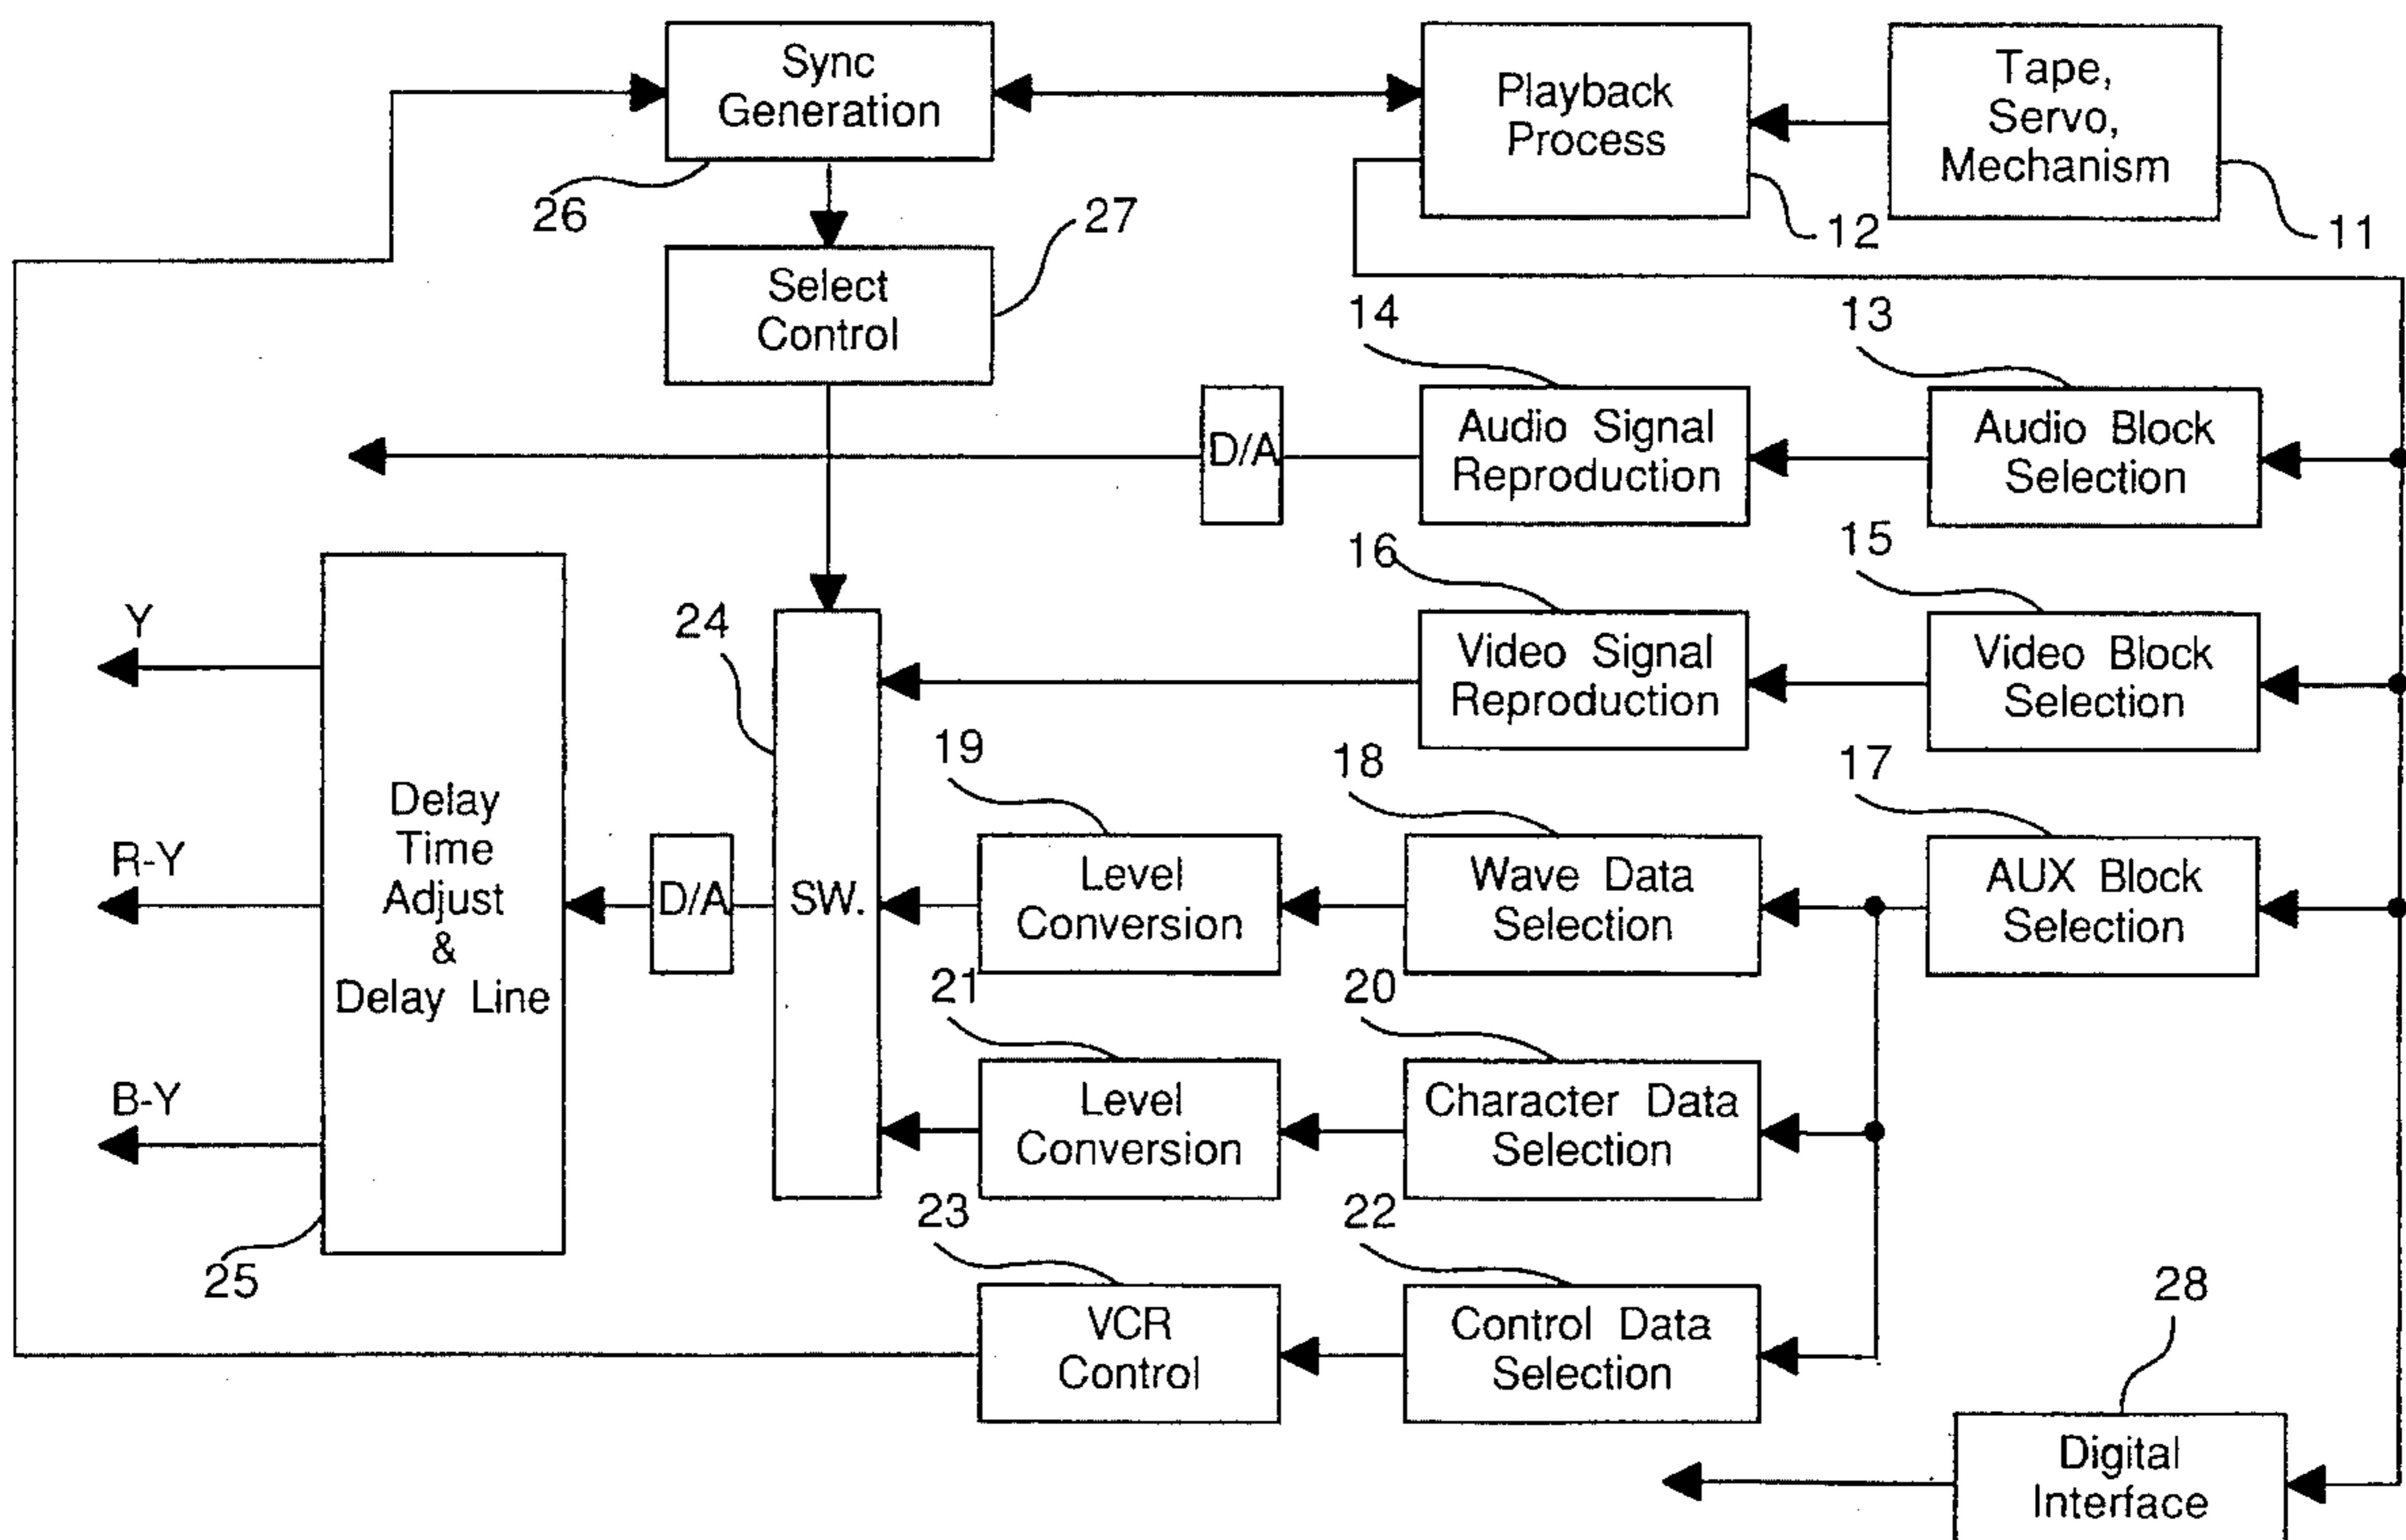 Sync
Generation
Playback
Process
Tape,
Servo,
Mechanism
26
27
12
11
Select
Control
14
13
D/A
Audio Signal
Reproduction
Audio Block
Selection
16
15
Y
24
Video Signal
Reproduction
Video Block
Selection
19
18
17
Delay
Time
Adjust
&
Delay Line
R-Y
D/A
SW.
Level
Conversion
Wave Data
Selection
AUX Block
Selection
21
20
B-Y
Level
Conversion
Character Data
Selection
25
23
22
28
VCR
Control
Control Data
Selection
Digital
Interface